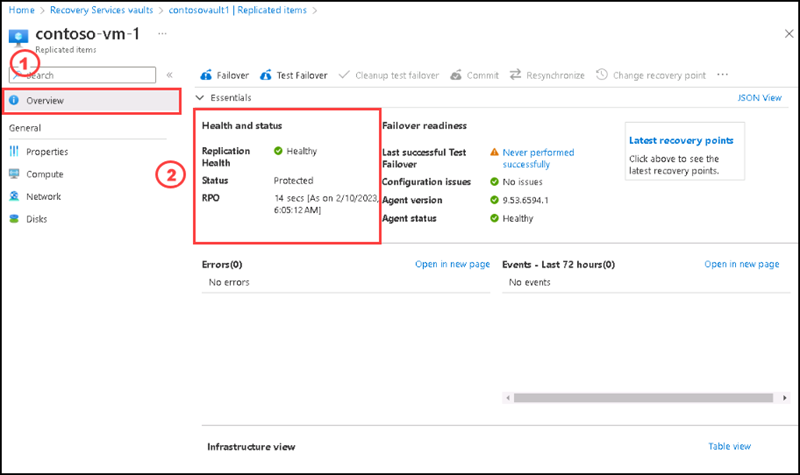 Home > Recovery Services vaults > contosovault1 | Replicated items >
contoso-vm-1 ...
Replicated items
1
Search
«
Failover
Test Failover
Cleanup test failover
Commit
Resynchronize
Change recovery point
...
Overview
Essentials
JSON View
General
Properties
Compute
Network
Disks
2
Health and status
Replication Health
Healthy
Status
Protected
RPO
14 secs [As on 2/10/2023,
6:05:12 AM]
Failover readiness
Last successful Test
Failover
Never performed
successfully
Configuration issues
No issues
Agent version
9.53.6594.1
Agent status
Healthy
Latest recovery points
Click above to see the
latest recovery points.
Errors(0)
Open in new page
No errors
Events - Last 72 hours(0)
Open in new page
No events
Infrastructure view
Table view